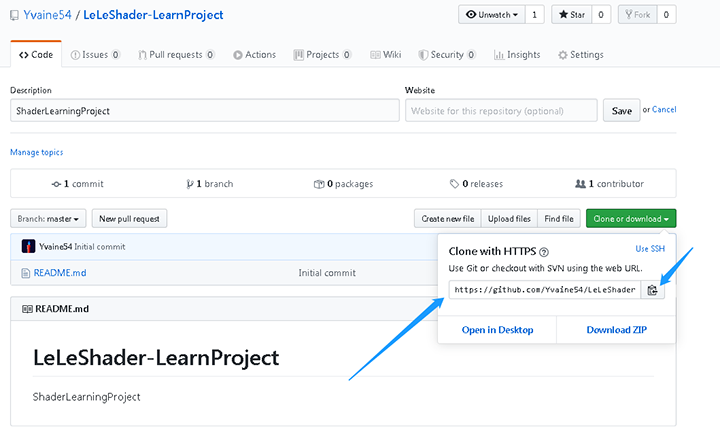 Yvaine54 / LeLeShader-LearnProject
Unwatch 1 Star 0 Fork 0
Code Issues 0 Pull requests 0 Actions Projects 0 Wiki Security 0 Insights Settings
Description Website
ShaderLearningProject Website for this repository (optional) Save or Cancel
Manage topics
1 commit 1 branch 0 packages 0 releases 1 contributor
Branch: master New pull request Create new file Upload files Find file Clone or download
Yvaine54 Initial commit
README.md Initial commit
Clone with HTTPS Use SSH
Use Git or checkout with SVN using the web URL.
https://github.com/Yvaine54/LeLeShader
Open in Desktop Download ZIP
README.md
LeLeShader-LearnProject
ShaderLearningProject